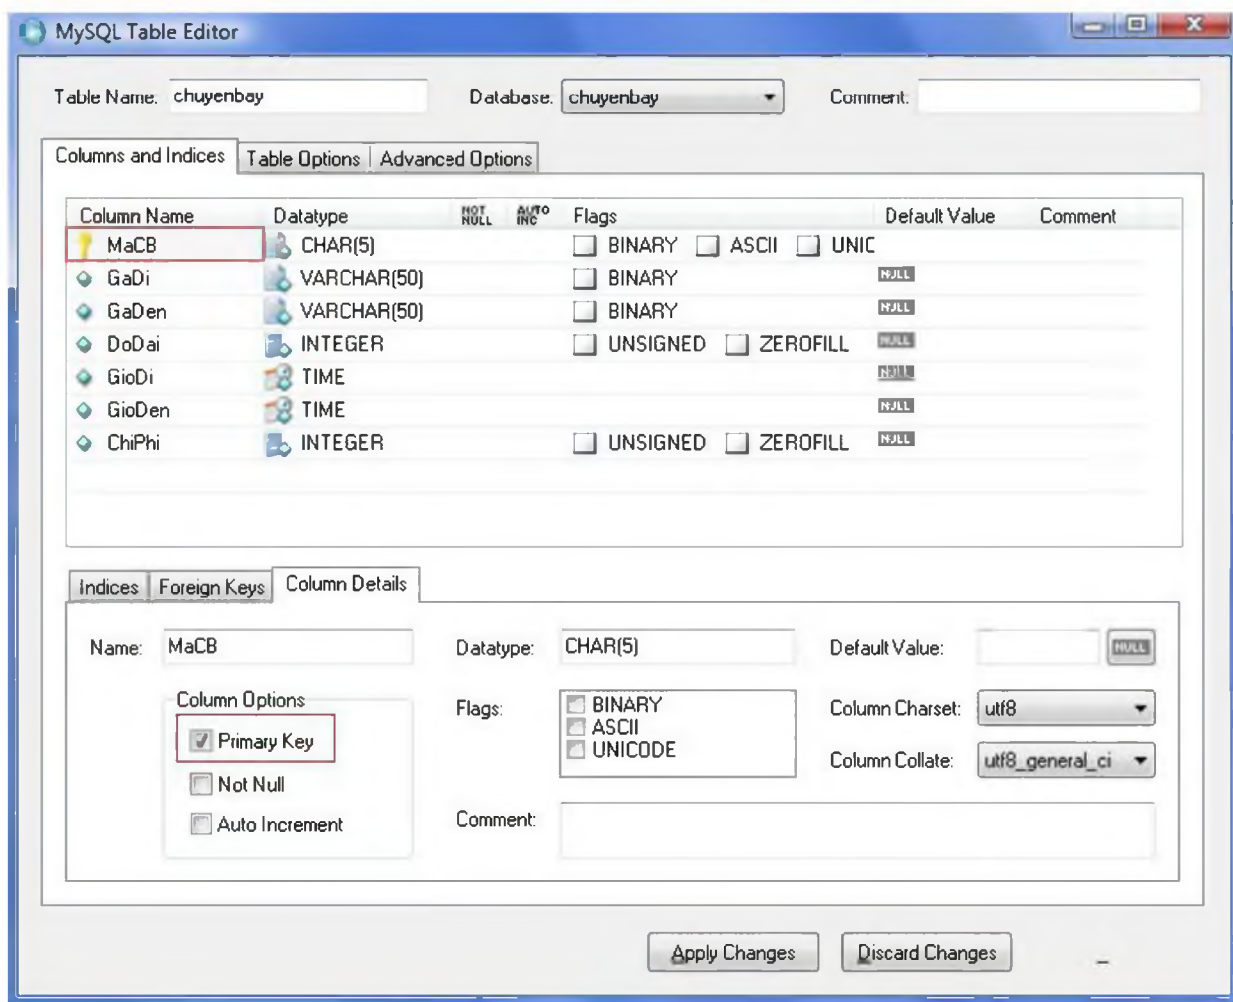 MySQL Table Editor
Table Name: chuyenbay Database: chuyenbay Comment:
Columns and Indices Table Options Advanced Options
Column Name Datatype NOT NULL AUTO INC Flags Default Value Comment
MaCB CHAR(5) BINARY ASCII UNIC
GaDi VARCHAR(50) BINARY NULL
GaDen VARCHAR(50) BINARY NULL
DoDai INTEGER UNSIGNED ZEROFILL NULL
GioDi TIME NULL
GioDen TIME NULL
ChiPhi INTEGER UNSIGNED ZEROFILL NULL
Indices Foreign Keys Column Details
Name: MaCB Datatype: CHAR(5) Default Value: NULL
Column Options Flags: BINARY Column Charset: utf8
Primary Key ASCII
UNICODE Column Collate: utf8_general_ci
Not Null
Auto Increment Comment:
Apply Changes Discard Changes